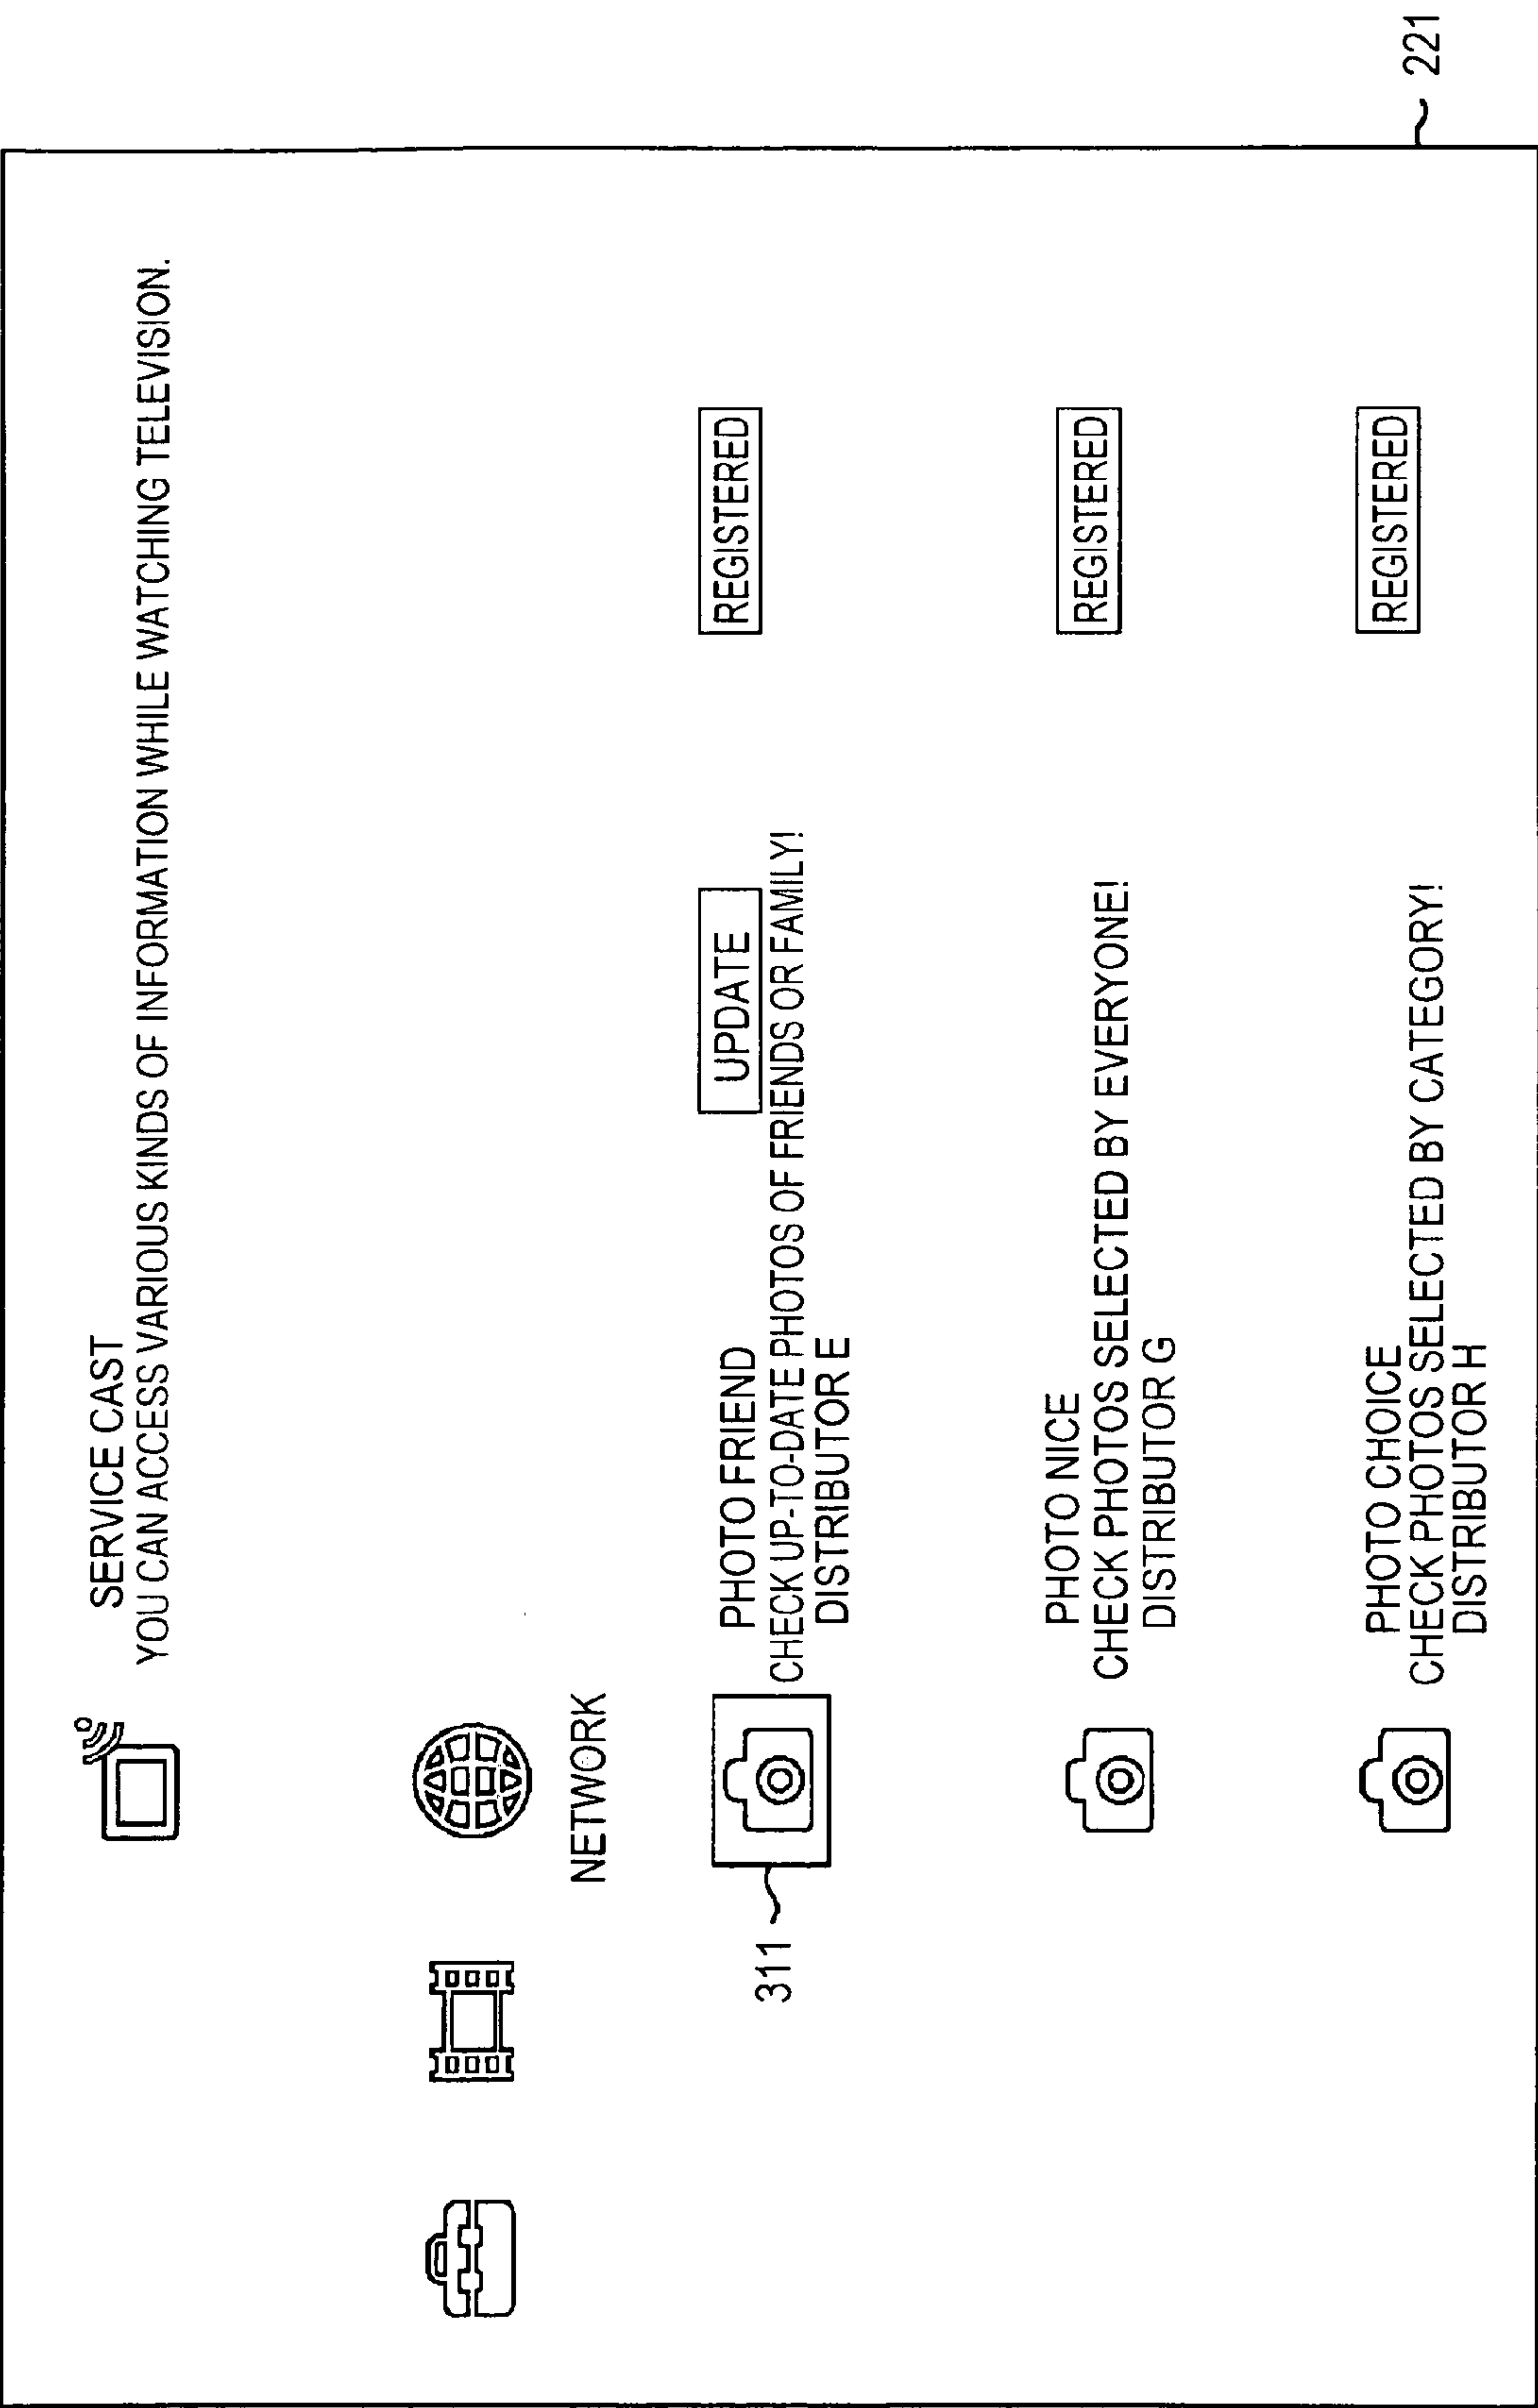 SERVICE CAST
YOU CAN ACCESS VARIOUS KINDS OF INFORMATION WHILE WATCHING TELEVISION.
NETWORK
311
PHOTO FRIEND UPDATE REGISTERED
CHECK UP-TO-DATE PHOTOS OF FRIENDS OR FAMILY!
DISTRIBUTOR E
PHOTO NICE REGISTERED
CHECK PHOTOS SELECTED BY EVERYONE!
DISTRIBUTOR G
PHOTO CHOICE REGISTERED
CHECK PHOTOS SELECTED BY CATEGORY!
DISTRIBUTOR H
221